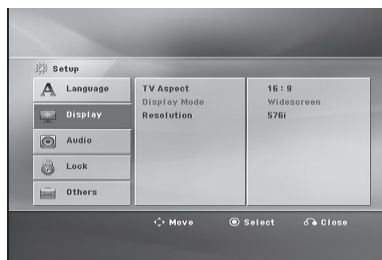 Setup
Language
Display
Audio
Lock
Others
TV Aspect
Display Mode
Resolution
16 : 9
Widescreen
576i
Move
Select
Close